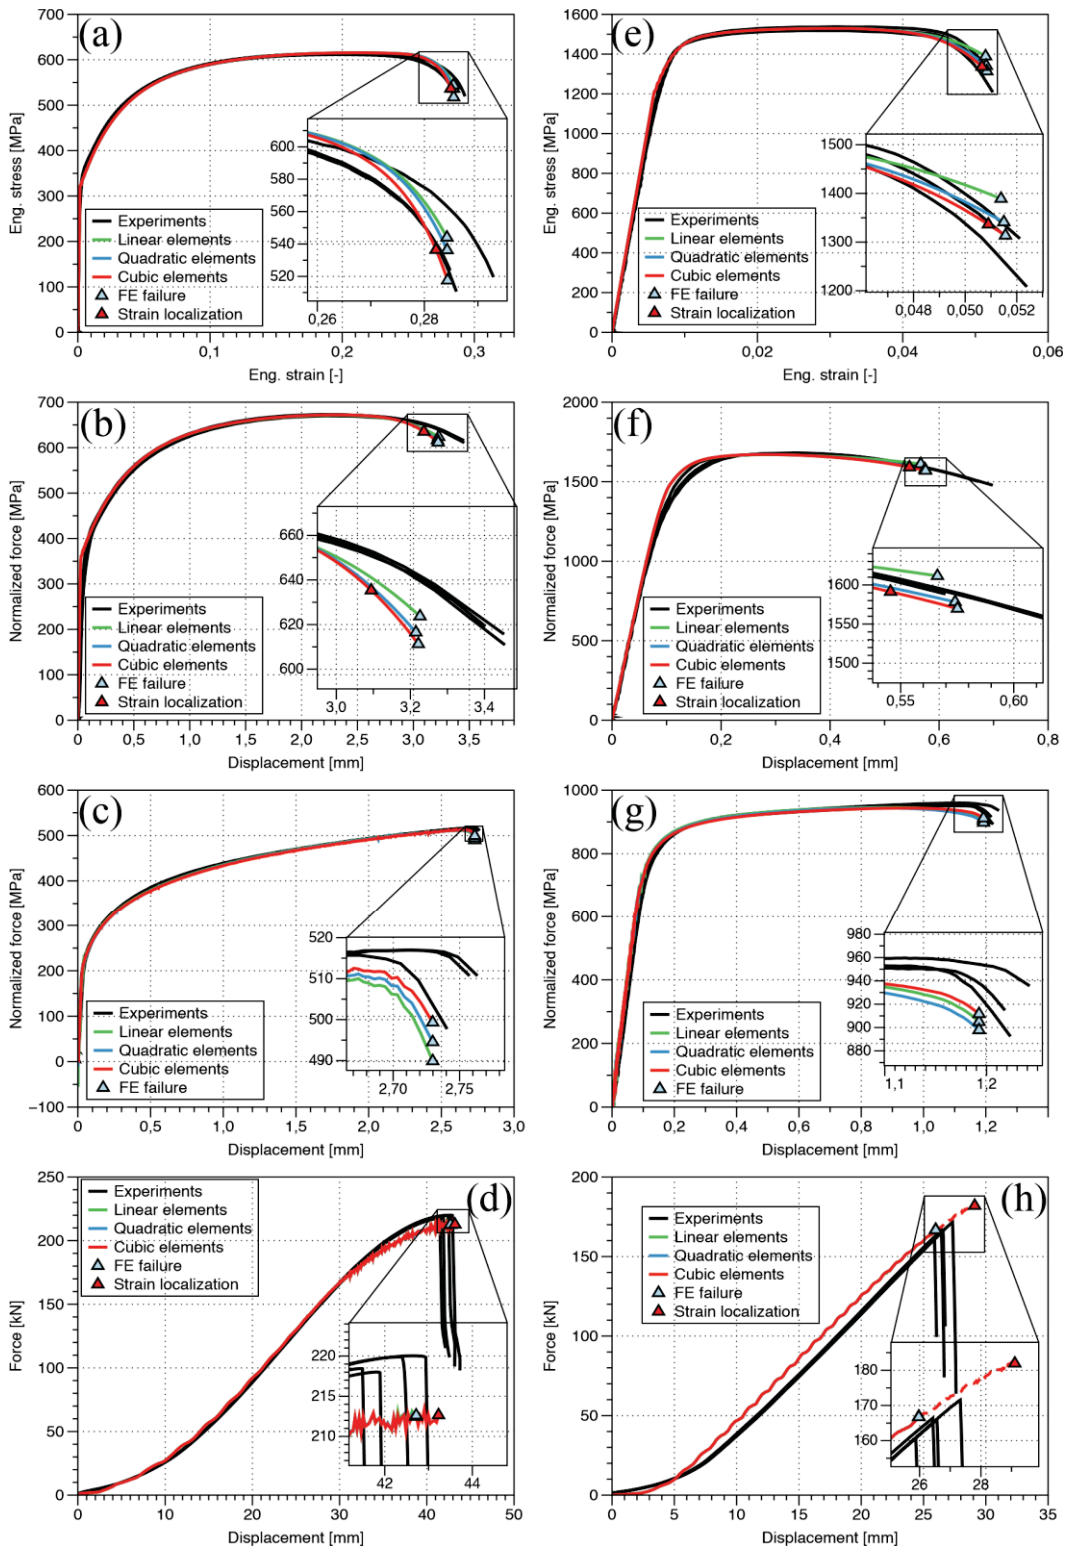 (a)
Eng. stress [MPa]
700
600
500
400
300
200
100
0
600
580
560
540
520
0,26
0,28
Experiments
Linear elements
Quadratic elements
Cubic elements
FE failure
Strain localization
0
0,1
0,2
0,3
Eng. strain [-]
(e)
Eng. stress [MPa]
1600
1400
1200
1000
800
600
400
200
0
1500
1400
1300
1200
0,048
0,050
0,052
Experiments
Linear elements
Quadratic elements
Cubic elements
FE failure
Strain localization
0
0,02
0,04
0,06
Eng. strain [-]
(b)
Normalized force [MPa]
700
600
500
400
300
200
100
0
660
640
620
600
3,0
3,2
3,4
Experiments
Linear elements
Quadratic elements
Cubic elements
FE failure
Strain localization
0
0,5
1,0
1,5
2,0
2,5
3,0
3,5
Displacement [mm]
(f)
Normalized force [MPa]
2000
1500
1000
500
0
1600
1550
1500
0,55
0,60
Experiments
Linear elements
Quadratic elements
Cubic elements
FE failure
Strain localization
0
0,2
0,4
0,6
0,8
Displacement [mm]
(c)
Normalized force [MPa]
600
500
400
300
200
100
0
−100
520
510
500
490
2,70
2,75
Experiments
Linear elements
Quadratic elements
Cubic elements
FE failure
0
0,5
1,0
1,5
2,0
2,5
3,0
Displacement [mm]
(g)
Normalized force [MPa]
1000
800
600
400
200
0
980
960
940
920
900
880
1,1
1,2
Experiments
Linear elements
Quadratic elements
Cubic elements
FE failure
0
0,2
0,4
0,6
0,8
1,0
1,2
Displacement [mm]
(d)
Force [kN]
250
200
150
100
50
0
Experiments
Linear elements
Quadratic elements
Cubic elements
FE failure
Strain localization
220
215
210
42
44
0
10
20
30
40
50
Displacement [mm]
(h)
Force [kN]
200
150
100
50
0
Experiments
Linear elements
Quadratic elements
Cubic elements
FE failure
Strain localization
180
170
160
26
28
0
5
10
15
20
25
30
35
Displacement [mm]